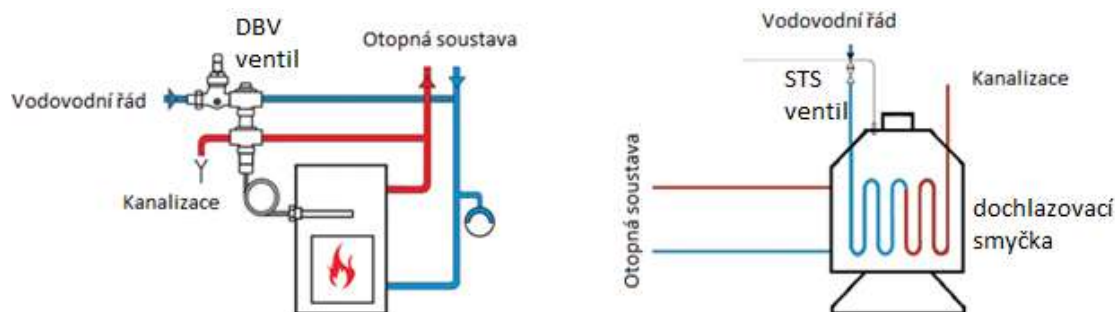 DBV
ventil
Otopná soustava
Vodovodní řád
Kanalizace
Vodovodní řád
STS
ventil
Kanalizace
Otopná soustava
dochlazovací
smyčka